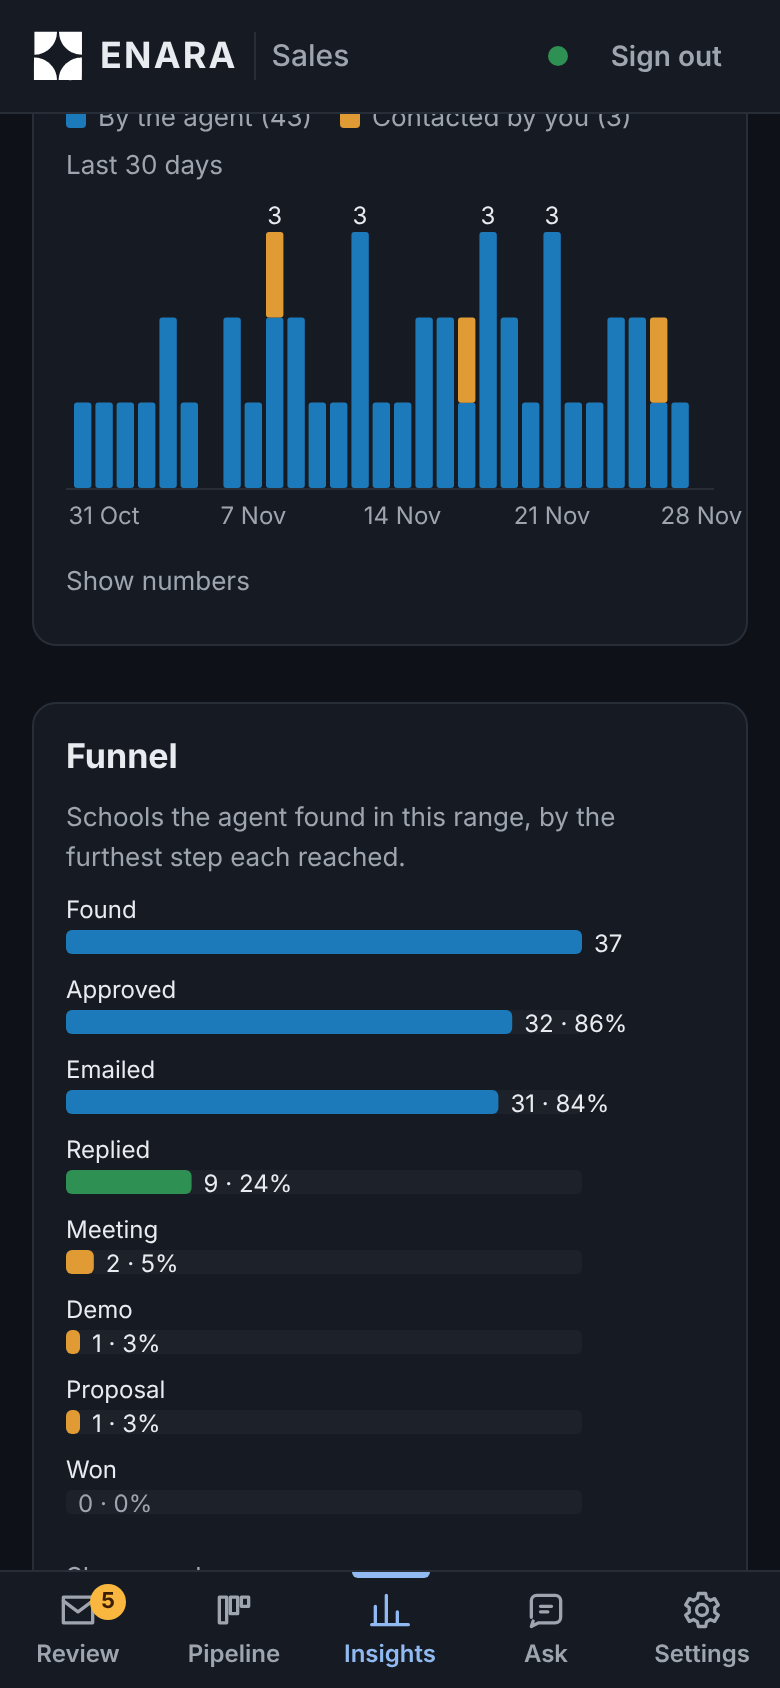 ENARA Sales Sign out
By the agent (43) Contacted by you (3)
Last 30 days
3 3 3 3
31 Oct 7 Nov 14 Nov 21 Nov 28 Nov
Show numbers
Funnel
Schools the agent found in this range, by the
furthest step each reached.
Found
37
Approved
32 · 86%
Emailed
31 · 84%
Replied
9 · 24%
Meeting
2 · 5%
Demo
1 · 3%
Proposal
1 · 3%
Won
0 · 0%
5
Review Pipeline Insights Ask Settings